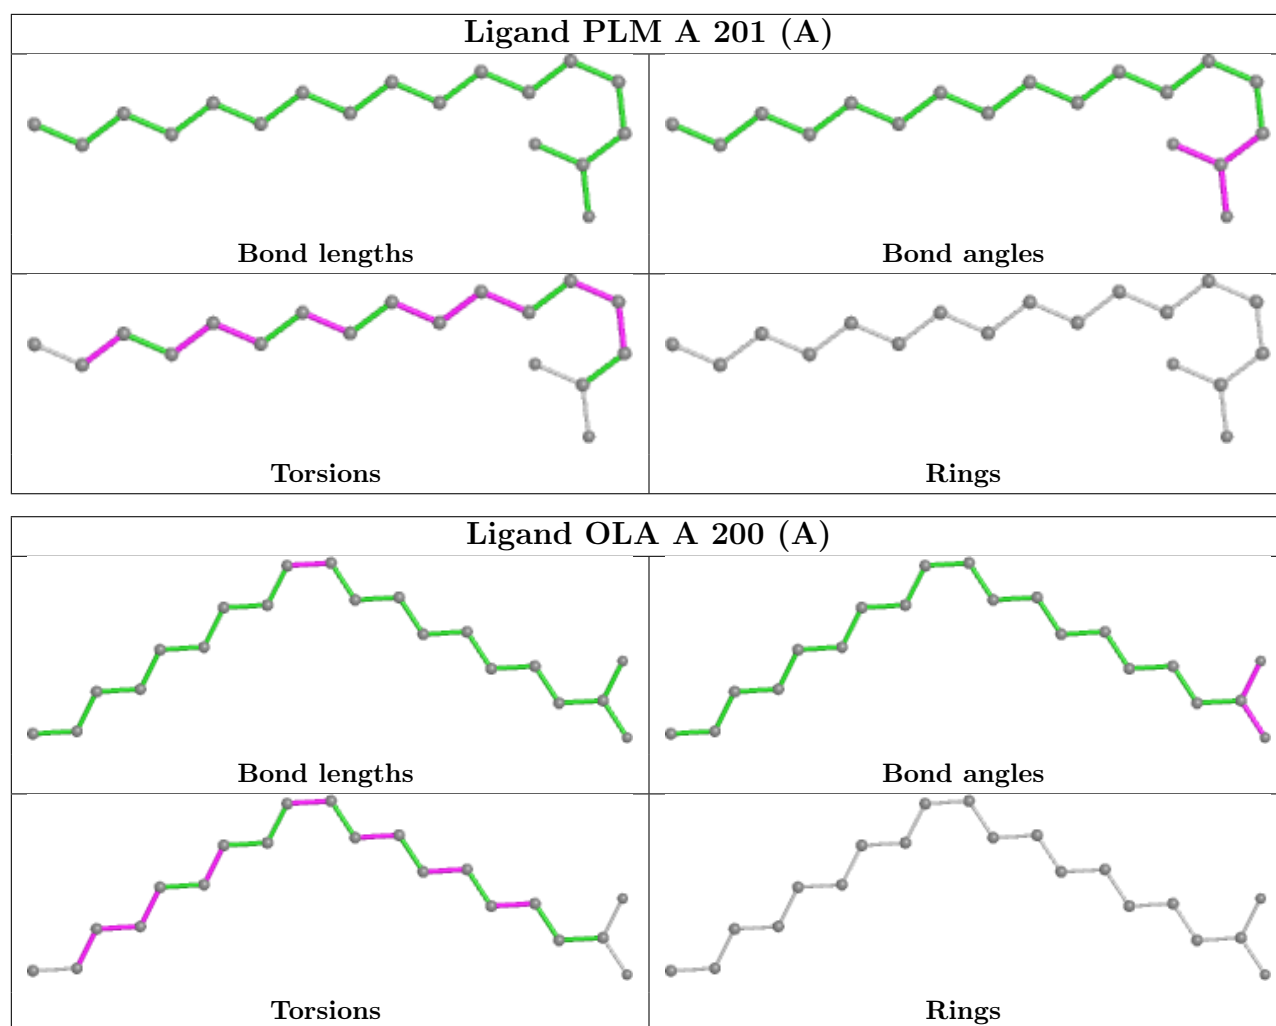 Ligand PLM A 201 (A)
Bond lengths
Bond angles
Torsions
Rings
Ligand OLA A 200 (A)
Bond lengths
Bond angles
Torsions
Rings